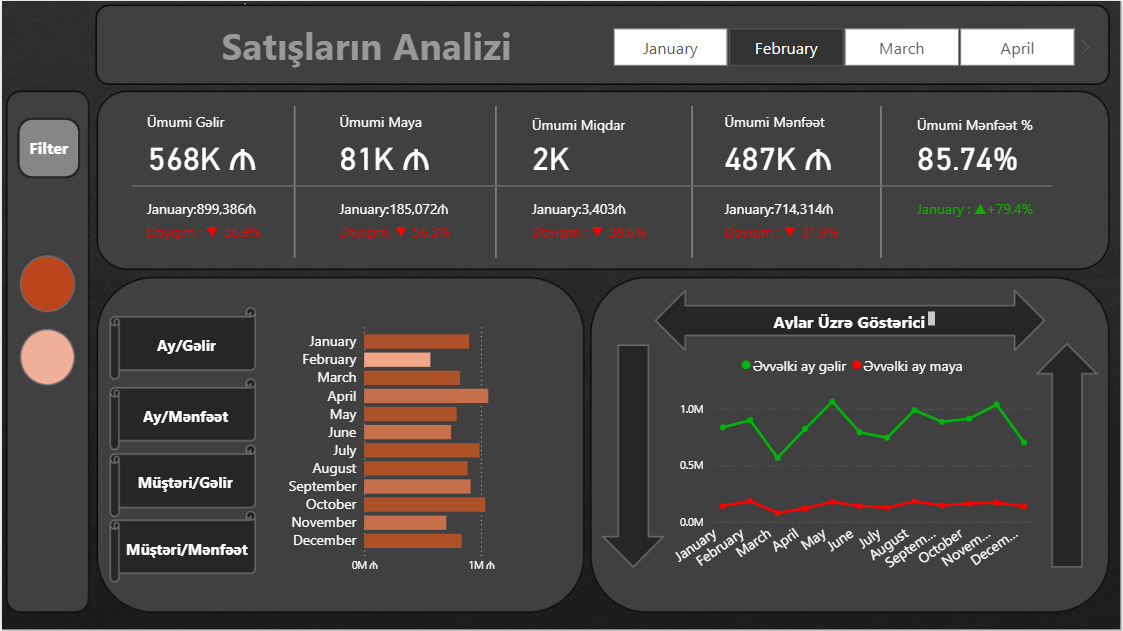 Satışların Analizi
January
February
March
April
Filter
Ümumi Gəlir
568K ₼
January:899,386₼
Dəyişim : ▼-36.9%
Ümumi Maya
81K ₼
January:185,072₼
Dəyişim: ▼-56.3%
Ümumi Miqdar
2K
January:3,403₼
Dəyişim : ▼-38.6%
Ümumi Mənfəət
487K ₼
January:714,314₼
Dəyişim : ▼-31.9%
Ümumi Mənfəət %
85.74%
January : ▲+79.4%
Ay/Gəlir
Ay/Mənfəət
Müştəri/Gəlir
Müştəri/Mənfəət
January
February
March
April
May
June
July
August
September
October
November
December
0M ₼
1M ₼
Aylar Üzrə Göstərici
Əvvəlki ay gəlir
Əvvəlki ay maya
1.0M
0.5M
0.0M
January
February
March
April
May
June
July
August
Septem...
October
Novem...
Decem...